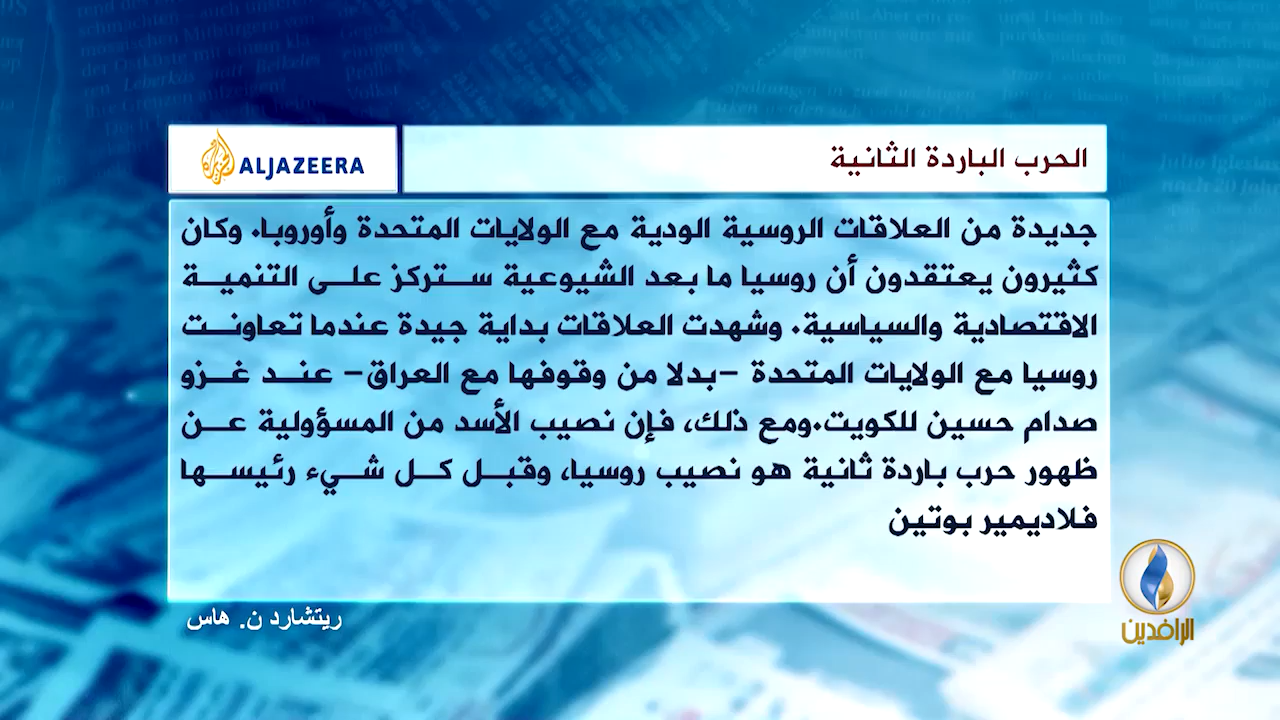 ALJAZEERA
الحرب الباردة الثانية
جديدة من العلاقات الروسية الودية مع الولايات المتحدة وأوروبا. وكان
كثيرون يعتقدون أن روسيا ما بعد الشيوعية ستركز على التنمية
الاقتصادية والسياسية. وشهدت العلاقات بداية جيدة عندما تعاونت
روسيا مع الولايات المتحدة -بدلا من وقوفها مع العراق- عند غزو
صدام حسين للكويت.ومع ذلك، فإن نصيب الأسد من المسؤولية عن
ظهور حرب باردة ثانية هو نصيب روسيا، وقبل كل شيء رئيسها
فلاديمير بوتين
ريتشارد ن. هاس
الرافدين